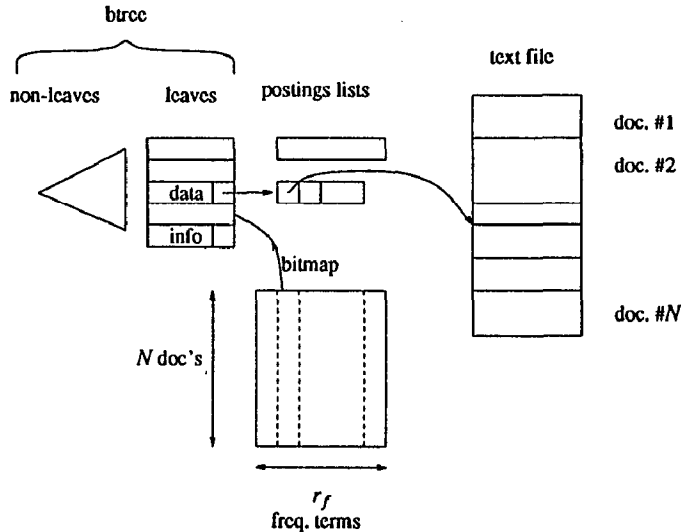 btree
text file
non-leaves leaves postings lists
doc. #1
doc. #2
data
info
bitmap
doc. #N
N doc's
r_f
freq. terms